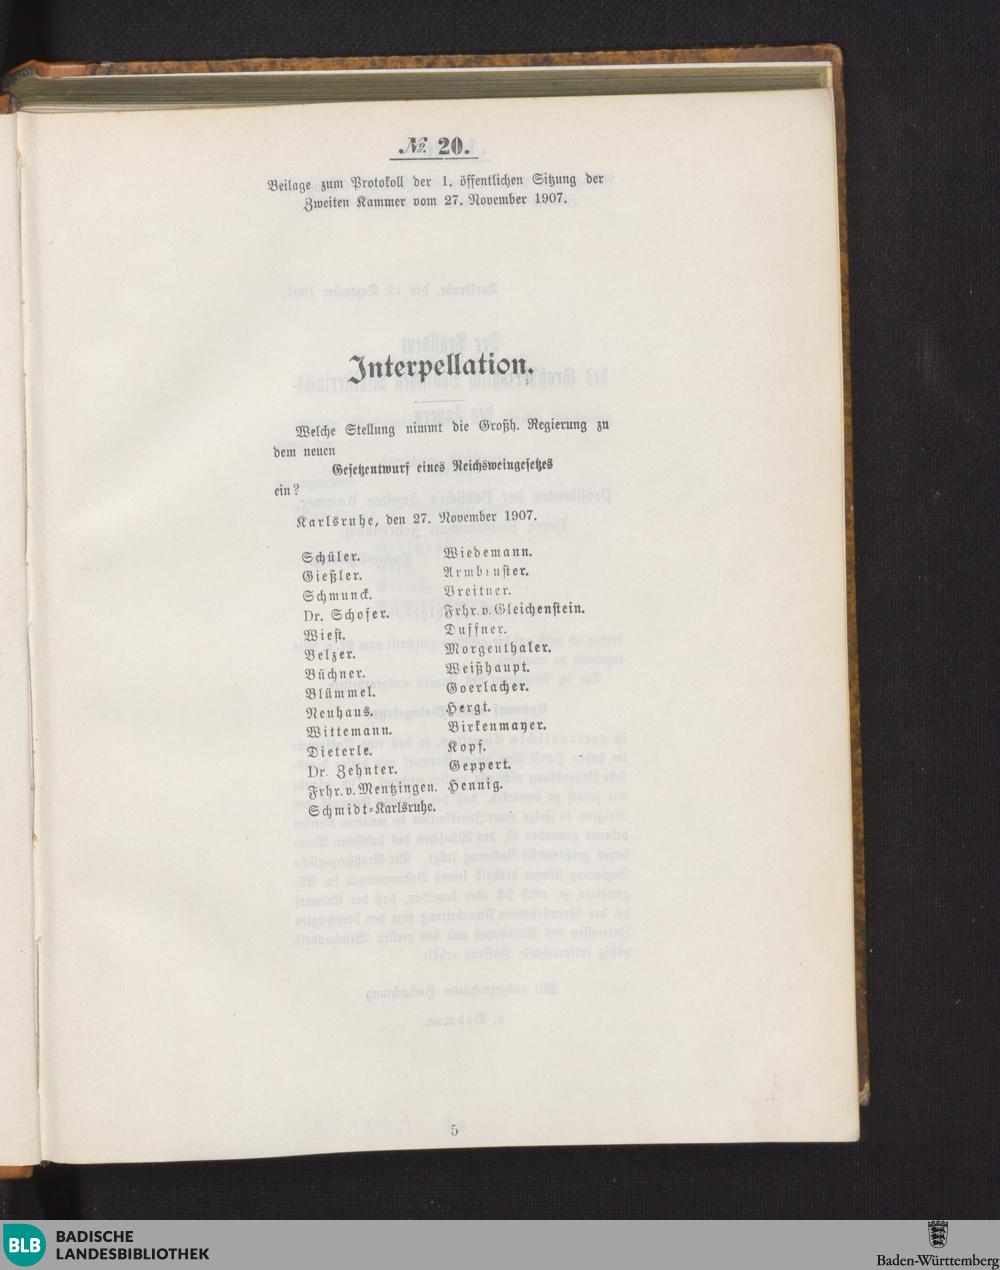 № 20.
Beilage zum Protokoll der 1. öffentlichen Sitzung der
Zweiten Kammer vom 27. November 1907.
Interpellation.
Welche Stellung nimmt die Großh. Regierung zu
dem neuen
Gesetzentwurf eines Reichsweingesetzes
ein?
Karlsruhe, den 27. November 1907.
Schüler.
Gießler.
Schmunck.
Dr. Schofer.
Wiest.
Belzer.
Büchner.
Blümmel.
Neuhaus.
Wittemann.
Dieterle.
Dr. Zehnter.
Frhr. v. Mentzingen.
Schmidt-Karlsruhe.
Wiedemann.
Armbruster.
Breitner.
Frhr. v. Gleichenstein.
Duffner.
Morgenthaler.
Weißhaupt.
Goerlacher.
Hergt.
Birkenmayer.
Kopf.
Geppert.
Hennig.
5
BLB BADISCHE
LANDESBIBLIOTHEK
Baden-Württemberg